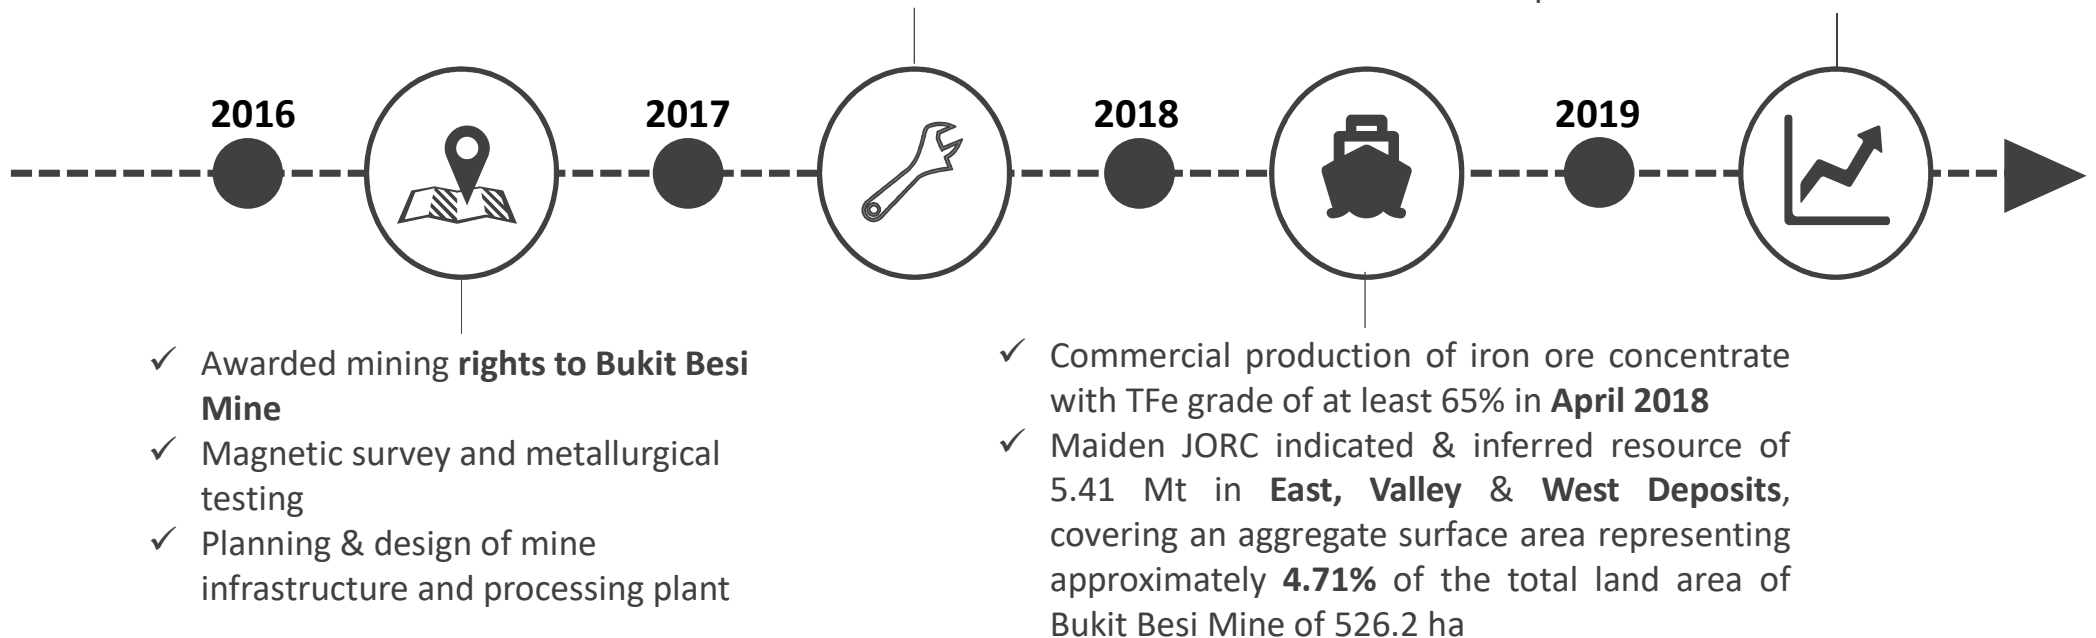 2016
2017
2018
2019
✓ Awarded mining rights to Bukit Besi
Mine
✓ Magnetic survey and metallurgical
testing
✓ Planning & design of mine
infrastructure and processing plant
✓ Commercial production of iron ore concentrate
with TFe grade of at least 65% in April 2018
✓ Maiden JORC indicated & inferred resource of
5.41 Mt in East, Valley & West Deposits,
covering an aggregate surface area representing
approximately 4.71% of the total land area of
Bukit Besi Mine of 526.2 ha